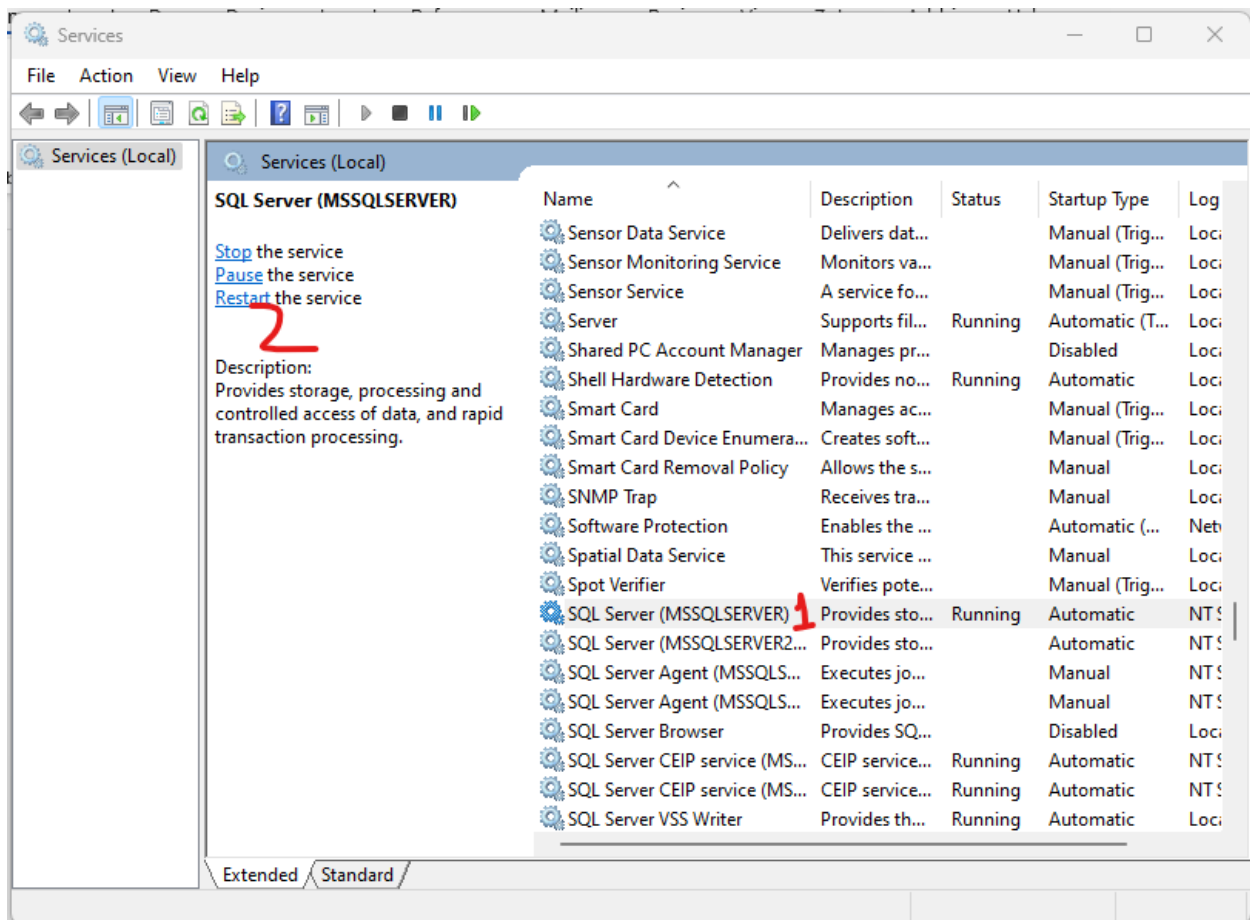 Services
File Action View Help
Services (Local)
Services (Local)
SQL Server (MSSQLSERVER)
Stop the service
Pause the service
Restart the service
2
Description:
Provides storage, processing and
controlled access of data, and rapid
transaction processing.
Name Description Status Startup Type Log
Sensor Data Service Delivers dat... Manual (Trig... Loca
Sensor Monitoring Service Monitors va... Manual (Trig... Loca
Sensor Service A service fo... Manual (Trig... Loca
Server Supports fil... Running Automatic (T... Loca
Shared PC Account Manager Manages pr... Disabled Loca
Shell Hardware Detection Provides no... Running Automatic Loca
Smart Card Manages ac... Manual (Trig... Loca
Smart Card Device Enumera... Creates soft... Manual (Trig... Loca
Smart Card Removal Policy Allows the s... Manual Loca
SNMP Trap Receives tra... Manual Loca
Software Protection Enables the ... Automatic (... Netw
Spatial Data Service This service ... Manual Loca
Spot Verifier Verifies pote... Manual (Trig... Loca
SQL Server (MSSQLSERVER) 1 Provides sto... Running Automatic NT S
SQL Server (MSSQLSERVER2... Provides sto... Automatic NT S
SQL Server Agent (MSSQLS... Executes jo... Manual NT S
SQL Server Agent (MSSQLS... Executes jo... Manual NT S
SQL Server Browser Provides SQ... Disabled Loca
SQL Server CEIP service (MS... CEIP service... Running Automatic NT S
SQL Server CEIP service (MS... CEIP service... Running Automatic NT S
SQL Server VSS Writer Provides th... Running Automatic Loca
Extended Standard